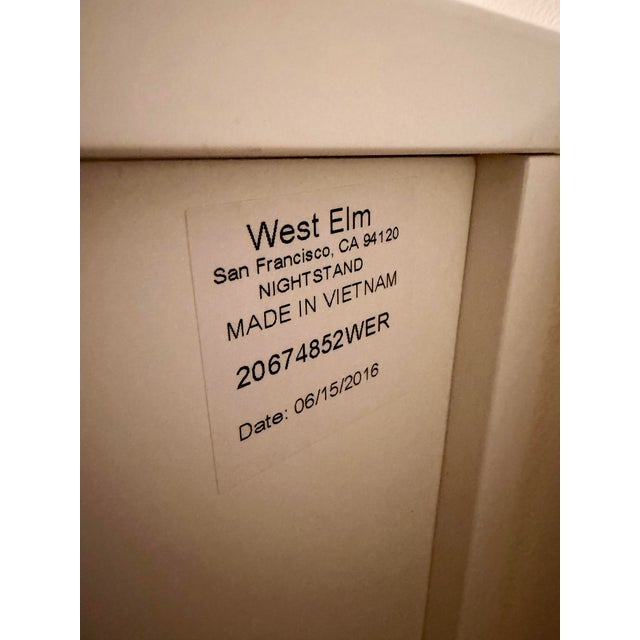 West Elm
San Francisco, CA 94120
NIGHTSTAND
MADE IN VIETNAM
20674852WER
Date: 06/15/2016